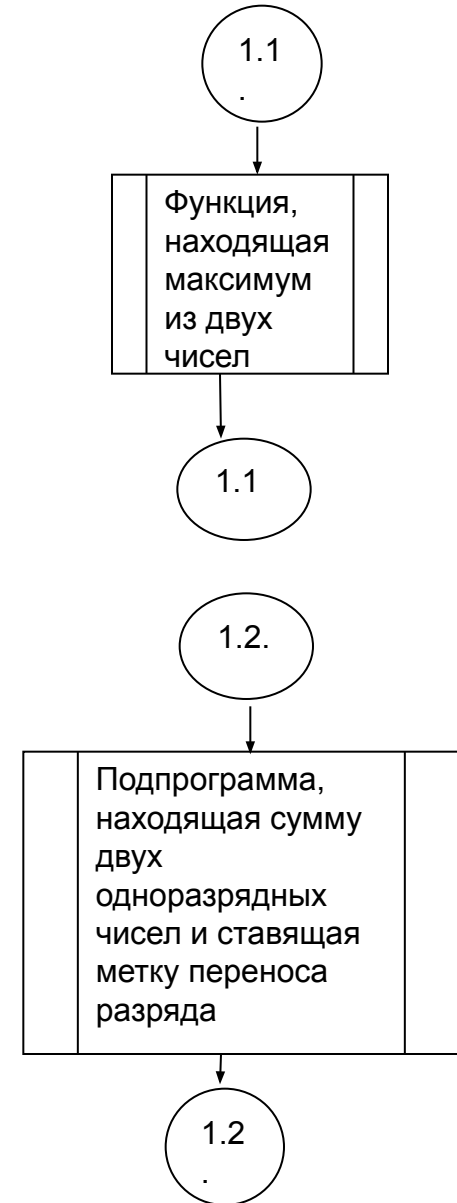 1.1
.
Функция,
находящая
максимум
из двух
чисел
1.1
1.2.
Подпрограмма,
находящая сумму
двух
одноразрядных
чисел и ставящая
метку переноса
разряда
1.2
.